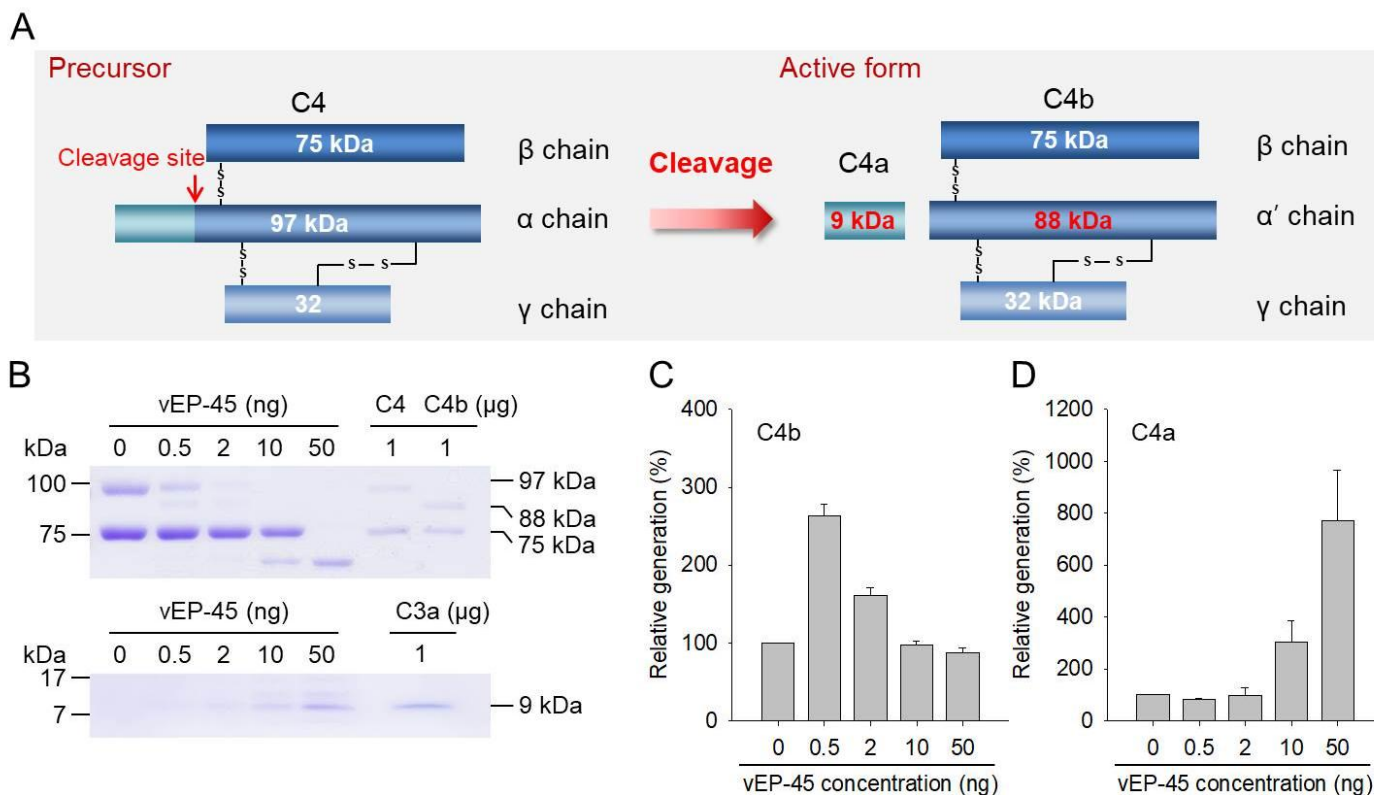 A
Precursor
Active form
C4
C4b
75 kDa
75 kDa
β chain
β chain
Cleavage site
Cleavage
C4a
S
S
S
S
97 kDa
α chain
9 kDa
88 kDa
α′ chain
S
S
S S
S
S
S S
32
γ chain
32 kDa
γ chain
B
vEP-45 (ng)
C4 C4b (µg)
kDa 0 0.5 2 10 50 1 1
100
97 kDa
88 kDa
75
75 kDa
vEP-45 (ng)
C3a (µg)
kDa 0 0.5 2 10 50 1
17
9 kDa
7
C
400
C4b
300
200
100
0
Relative generation (%)
0 0.5 2 10 50
vEP-45 concentration (ng)
D
1200
C4a
1000
800
600
400
200
0
Relative generation (%)
0 0.5 2 10 50
vEP-45 concentration (ng)